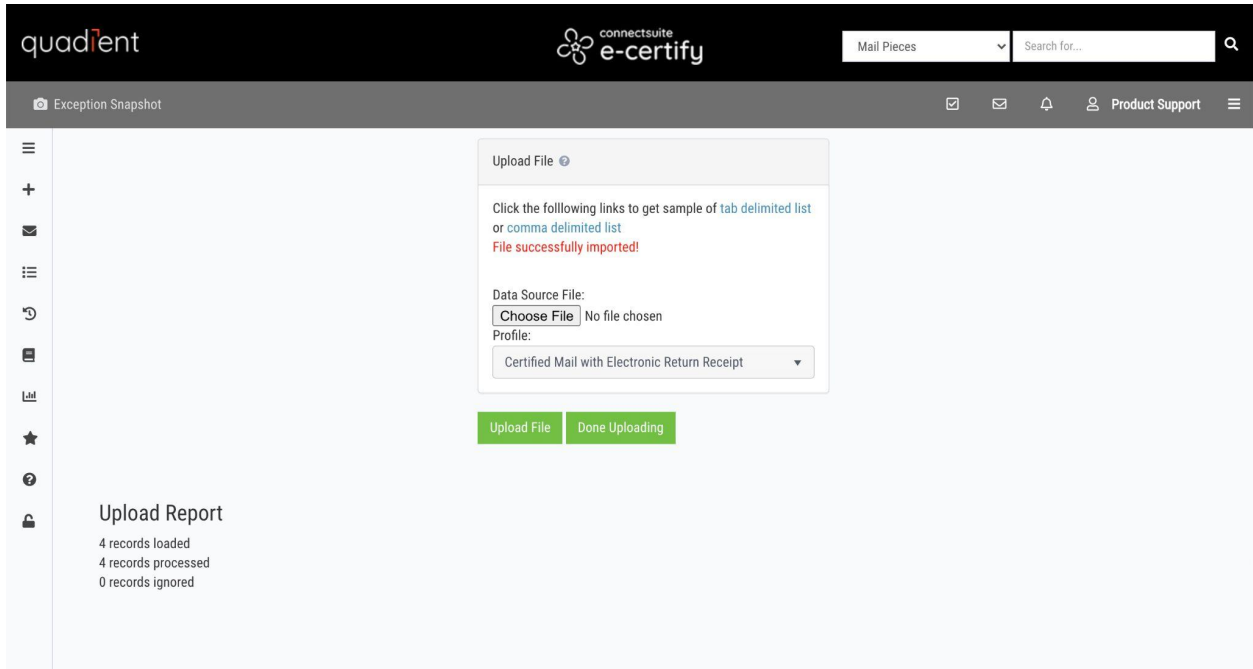 quadient
connectsuite
e-certify
Mail Pieces
Search for...
Exception Snapshot
Product Support
Upload File
Click the folllowing links to get sample of tab delimited list
or comma delimited list
File successfully imported!
Data Source File:
Choose File No file chosen
Profile:
Certified Mail with Electronic Return Receipt
Upload File Done Uploading
Upload Report
4 records loaded
4 records processed
0 records ignored